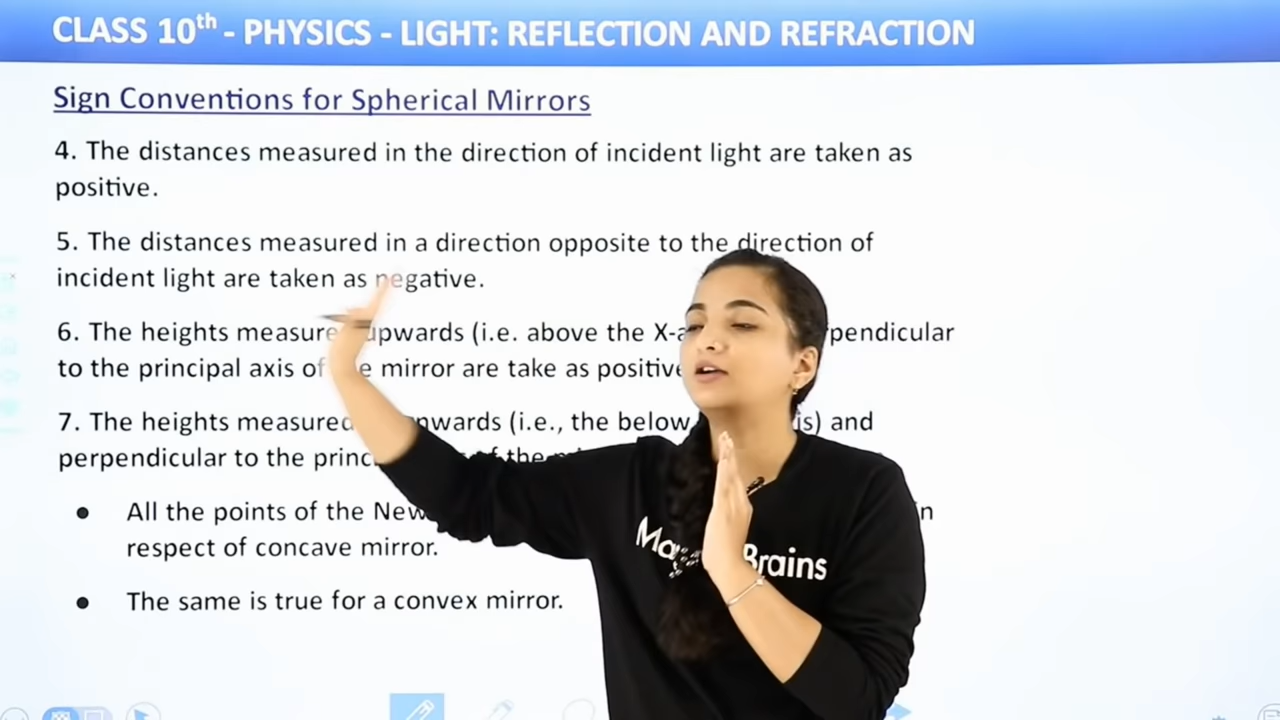 CLASS 10th - PHYSICS - LIGHT: REFLECTION AND REFRACTION
Sign Conventions for Spherical Mirrors
4. The distances measured in the direction of incident light are taken as
positive.
5. The distances measured in a direction opposite to the direction of
incident light are taken as negative.
6. The heights measure upwards (i.e. above the X-a pendicular
to the principal axis of mirror are take as positive
7. The heights measured nwards (i.e., the below is) and
perpendicular to the princ of the
All the points of the New in
respect of concave mirror.
The same is true for a convex mirror.
Ma Brains